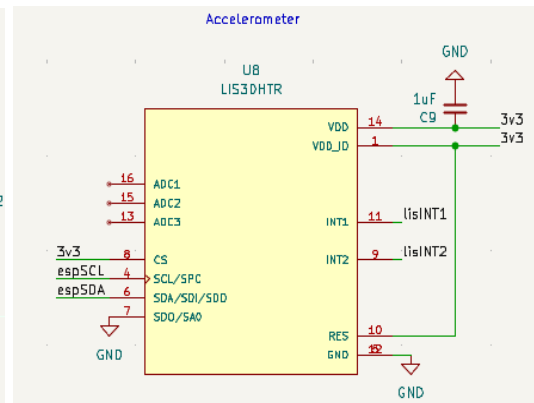 Accelerometer
GND
U8
LIS3DHTR
1uF
C9
VDD 14 3v3
VDD_IO 1 3v3
16 ADC1
15 ADC2
13 ADC3
INT1 11 lisINT1
3v3 8 CS
INT2 9 lisINT2
espSCL 4 SCL/SPC
espSDA 6 SDA/SDI/SDO
7 SDO/SA0
RES 10
GND
GND
GND